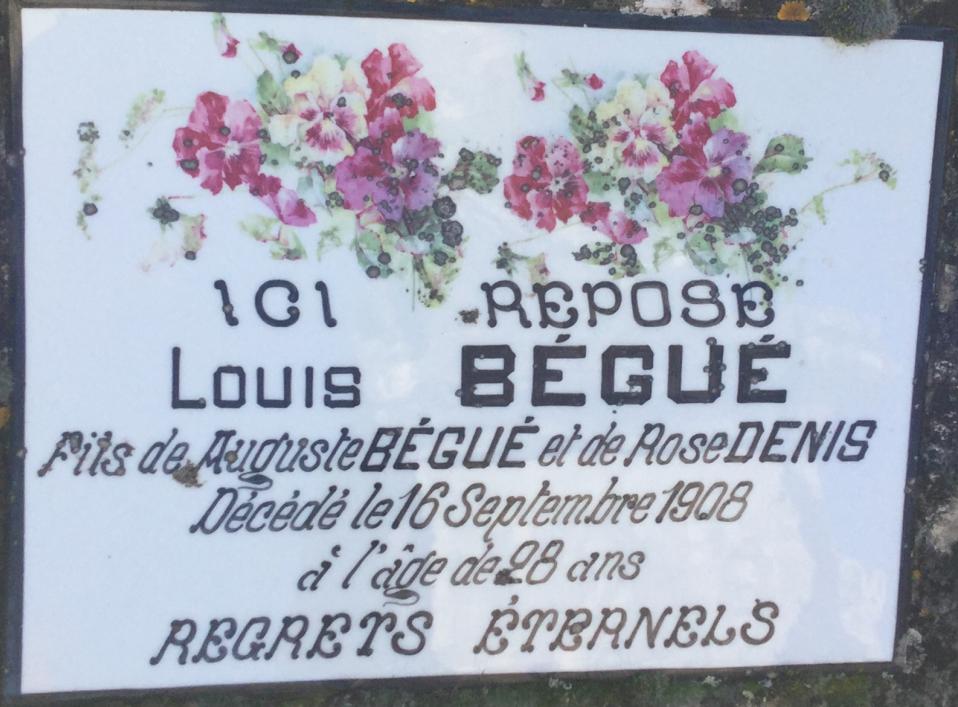 ICI REPOSE
LOUIS BÉGUÉ
Fils de Auguste BÉGUÉ et de Rose DENIS
Décédé le 16 Septembre 1908
à l'âge de 28 ans
REGRETS ÉTERNELS